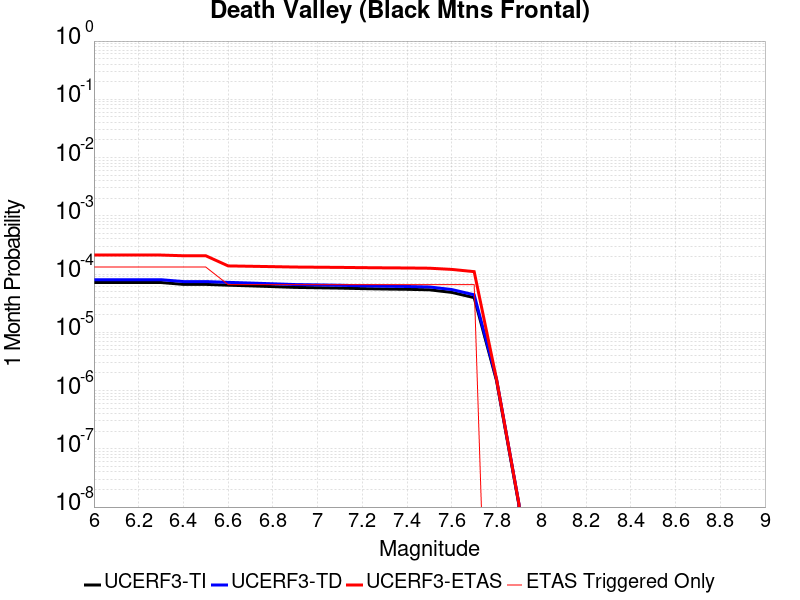 Death Valley (Black Mtns Frontal)
10^0
10^-1
10^-2
10^-3
10^-4
10^-5
10^-6
10^-7
10^-8
1 Month Probability
6 6.2 6.4 6.6 6.8 7 7.2 7.4 7.6 7.8 8 8.2 8.4 8.6 8.8 9
Magnitude
UCERF3-TI UCERF3-TD UCERF3-ETAS ETAS Triggered Only